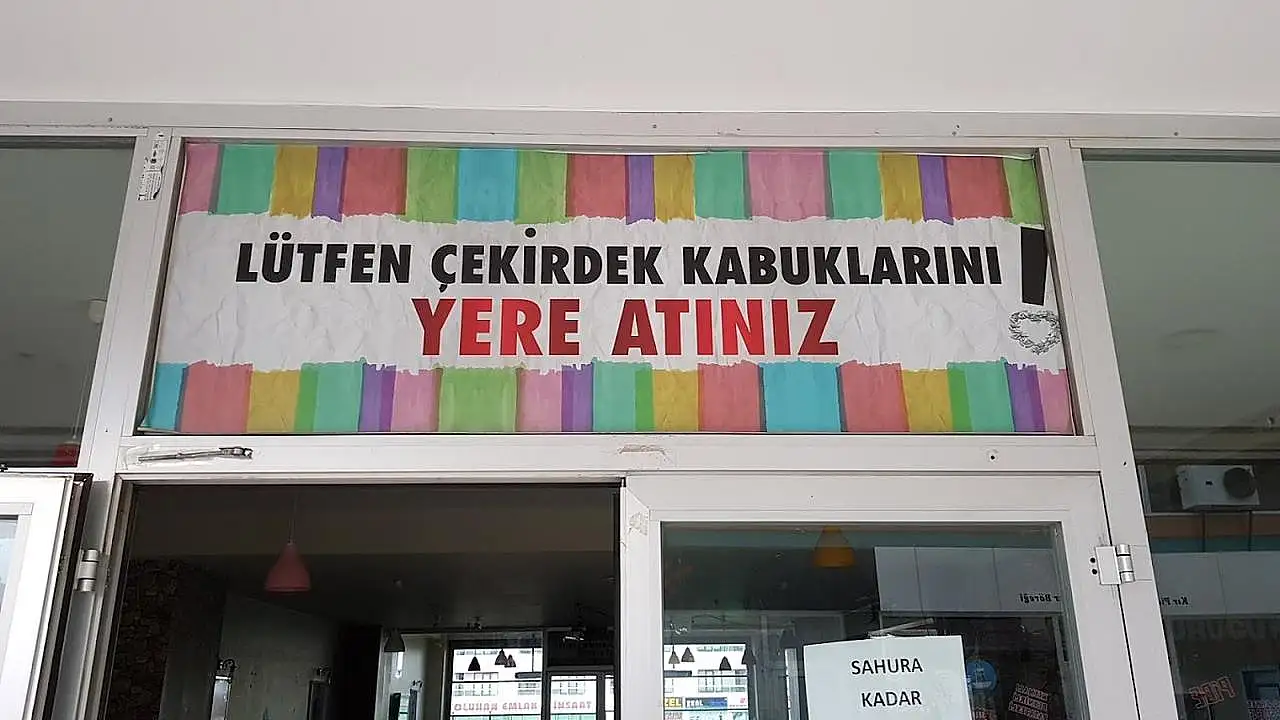 LÜTFEN ÇEKİRDEK KABUKLARINI
YERE ATINIZ!
SAHURA
KADAR